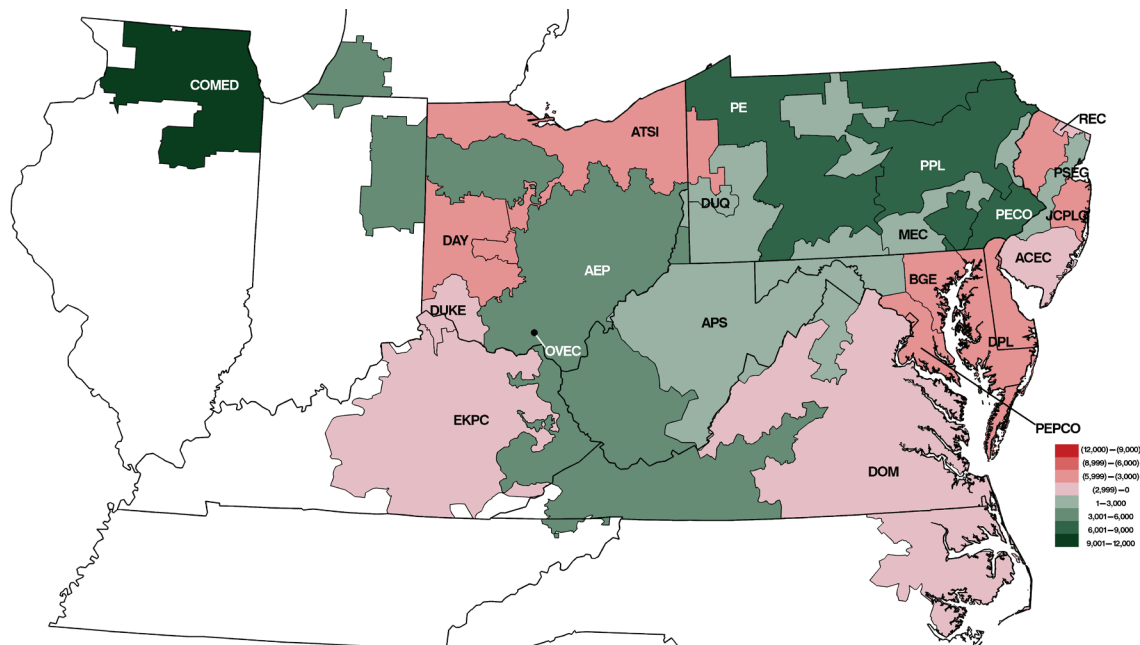 COMED
PE
REC
ATSI
PPL
PSEG
DUQ
PECO
JCPLC
MEC
DAY
ACEC
AEP
BGE
DUKE
APS
DPL
OVEC
EKPC
PEPCO
DOM
(12,000)—(9,000)
(8,999)—(6,000)
(5,999)—(3,000)
(2,999)—0
1—3,000
3,001—6,000
6,001—9,000
9,001—12,000